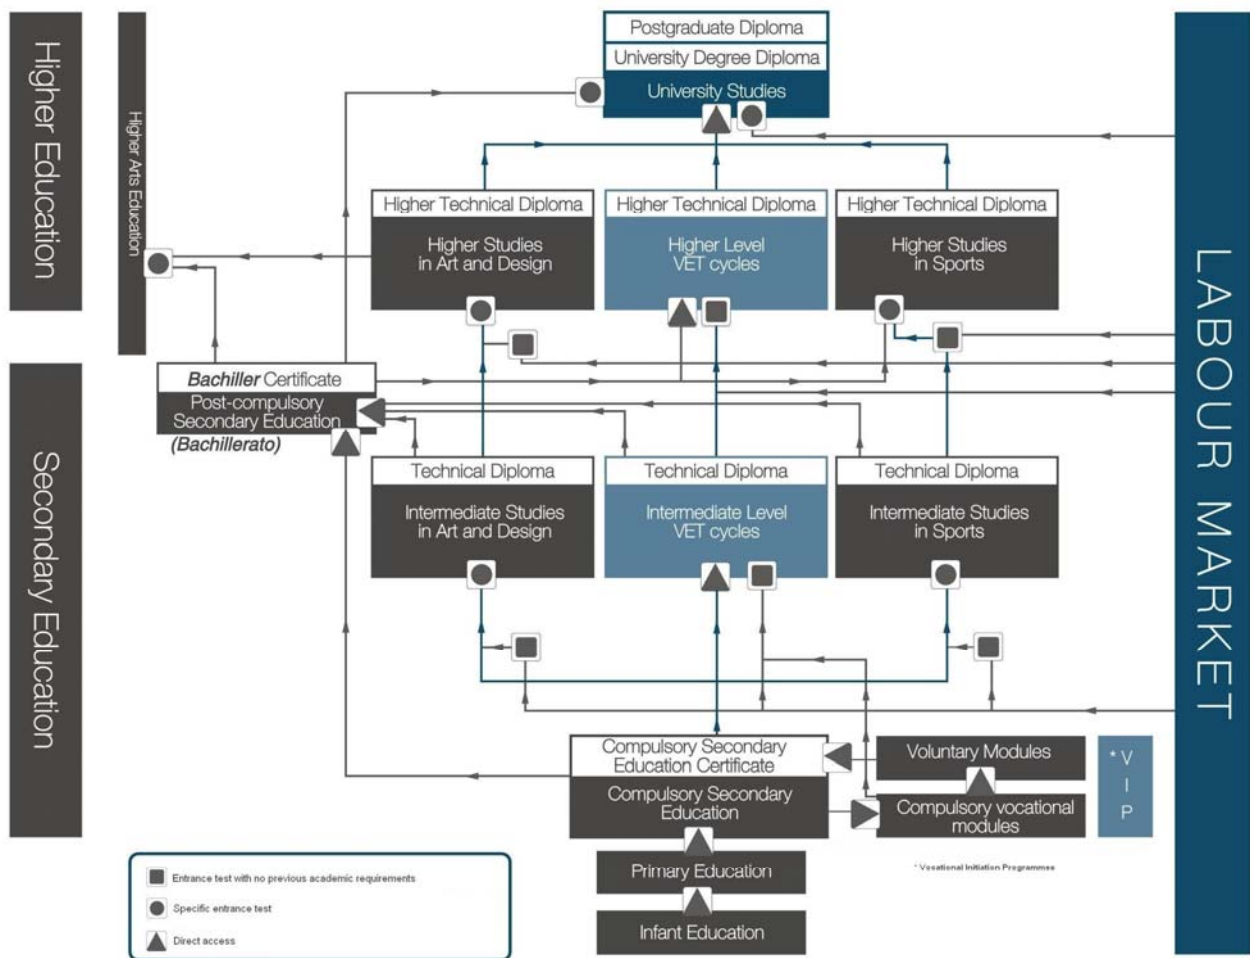 Higher Education
Secondary Education
Higher Arts Education
Postgraduate Diploma
University Degree Diploma
University Studies
Higher Technical Diploma
Higher Studies
in Art and Design
Higher Technical Diploma
Higher Level
VET cycles
Higher Technical Diploma
Higher Studies
in Sports
Bachiller Certificate
Post-compulsory
Secondary Education
(Bachillerato)
Technical Diploma
Intermediate Studies
in Art and Design
Technical Diploma
Intermediate Level
VET cycles
Technical Diploma
Intermediate Studies
in Sports
Compulsory Secondary
Education Certificate
Compulsory Secondary
Education
Primary Education
Infant Education
Voluntary Modules
Compulsory vocational
modules
* V
I
P
* Vocational Initiation Programmes
LABOUR MARKET
Entrance test with no previous academic requirements
Specific entrance test
Direct access